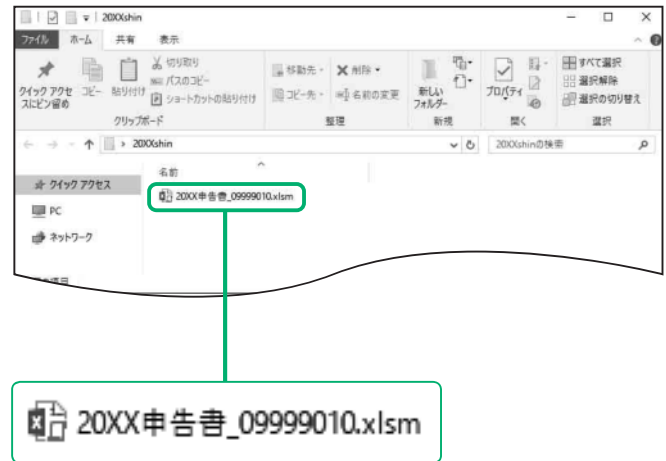 20XXshin
ファイル ホーム 共有 表示
クイック アクセスにピン留め
コピー
貼り付け
切り取り
パスのコピー
ショートカットの貼り付け
クリップボード
移動先
コピー先
削除
名前の変更
整理
新しいフォルダー
新規
プロパティ
開く
すべて選択
選択解除
選択の切り替え
選択
20XXshin
20XXshinの検索
名前
クイック アクセス
20XX申告書_09999010.xlsm
PC
ネットワーク
20XX申告書_09999010.xlsm